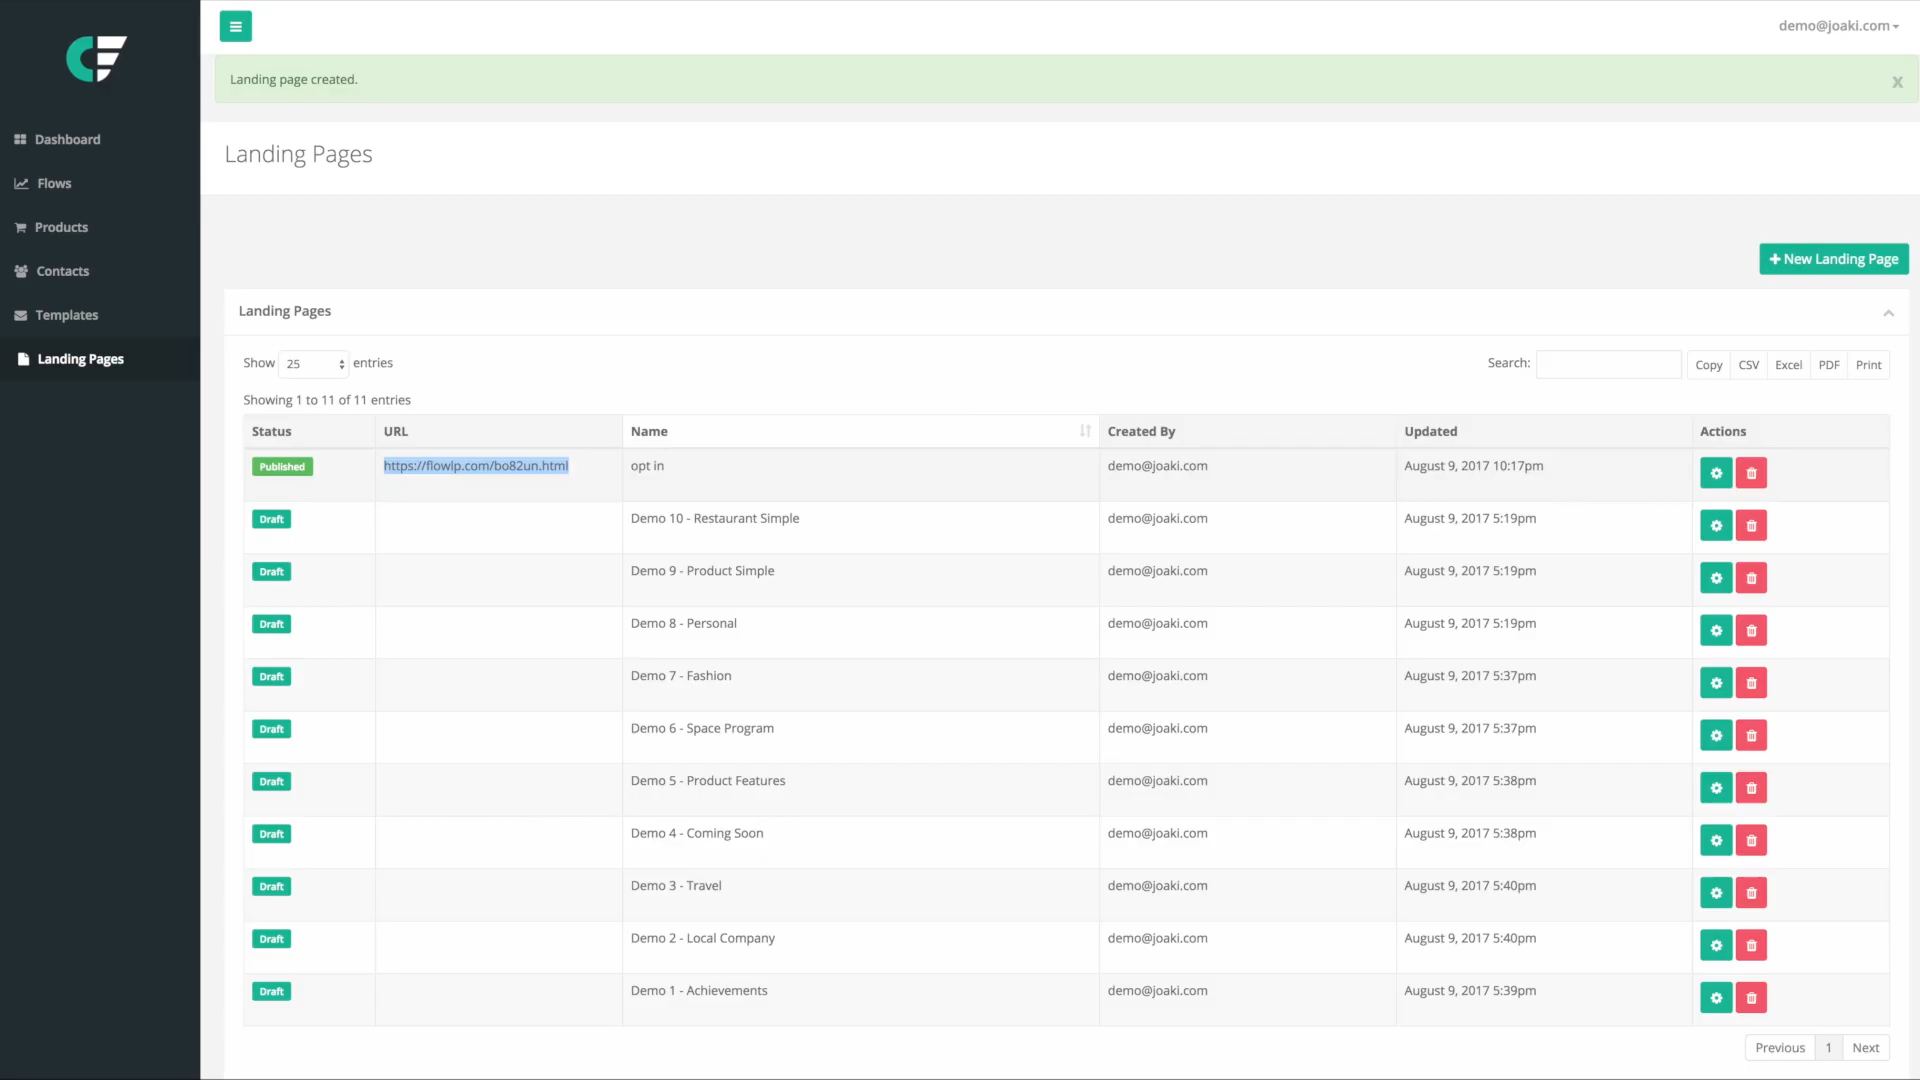 demo@joaki.com
Landing page created.
x
Dashboard
Flows
Products
Contacts
Templates
Landing Pages
Landing Pages
+ New Landing Page
Landing Pages
Show 25 entries
Search: Copy CSV Excel PDF Print
Showing 1 to 11 of 11 entries
Status URL Name Created By Updated Actions
Published https://flowlp.com/bo82un.html opt in demo@joaki.com August 9, 2017 10:17pm
Draft Demo 10 - Restaurant Simple demo@joaki.com August 9, 2017 5:19pm
Draft Demo 9 - Product Simple demo@joaki.com August 9, 2017 5:19pm
Draft Demo 8 - Personal demo@joaki.com August 9, 2017 5:19pm
Draft Demo 7 - Fashion demo@joaki.com August 9, 2017 5:37pm
Draft Demo 6 - Space Program demo@joaki.com August 9, 2017 5:37pm
Draft Demo 5 - Product Features demo@joaki.com August 9, 2017 5:38pm
Draft Demo 4 - Coming Soon demo@joaki.com August 9, 2017 5:38pm
Draft Demo 3 - Travel demo@joaki.com August 9, 2017 5:40pm
Draft Demo 2 - Local Company demo@joaki.com August 9, 2017 5:40pm
Draft Demo 1 - Achievements demo@joaki.com August 9, 2017 5:39pm
Previous 1 Next